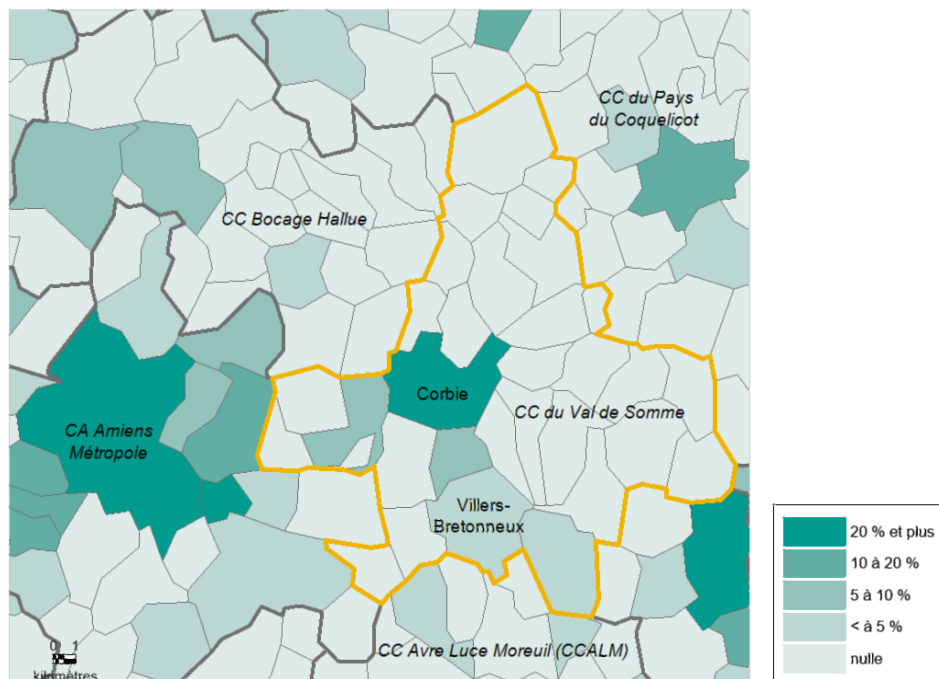 CC du Pays
du Coquelicot
CC Bocage Hallue
Corbie
CC du Val de Somme
CA Amiens
Métropole
Villers-
Bretonneux
CC Avre Luce Moreuil (CCALM)
0 1
kilomètres
20 % et plus
10 à 20 %
5 à 10 %
< à 5 %
nulle